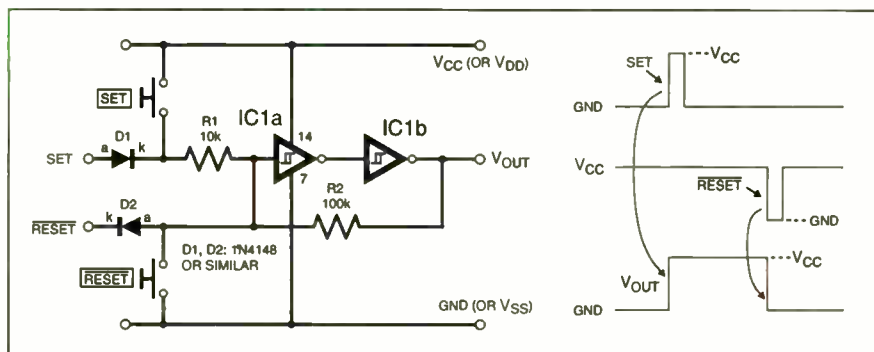 VCC (OR VDD)
SET
IC1a
IC1b
R1
10k
14
7
SET
a
D1
k
VOUT
R2
100k
D2
k
a
RESET
D1, D2: 1N4148
OR SIMILAR
RESET
GND (OR VSS)
SET
VCC
GND
VCC
RESET
GND
VCC
VOUT
GND